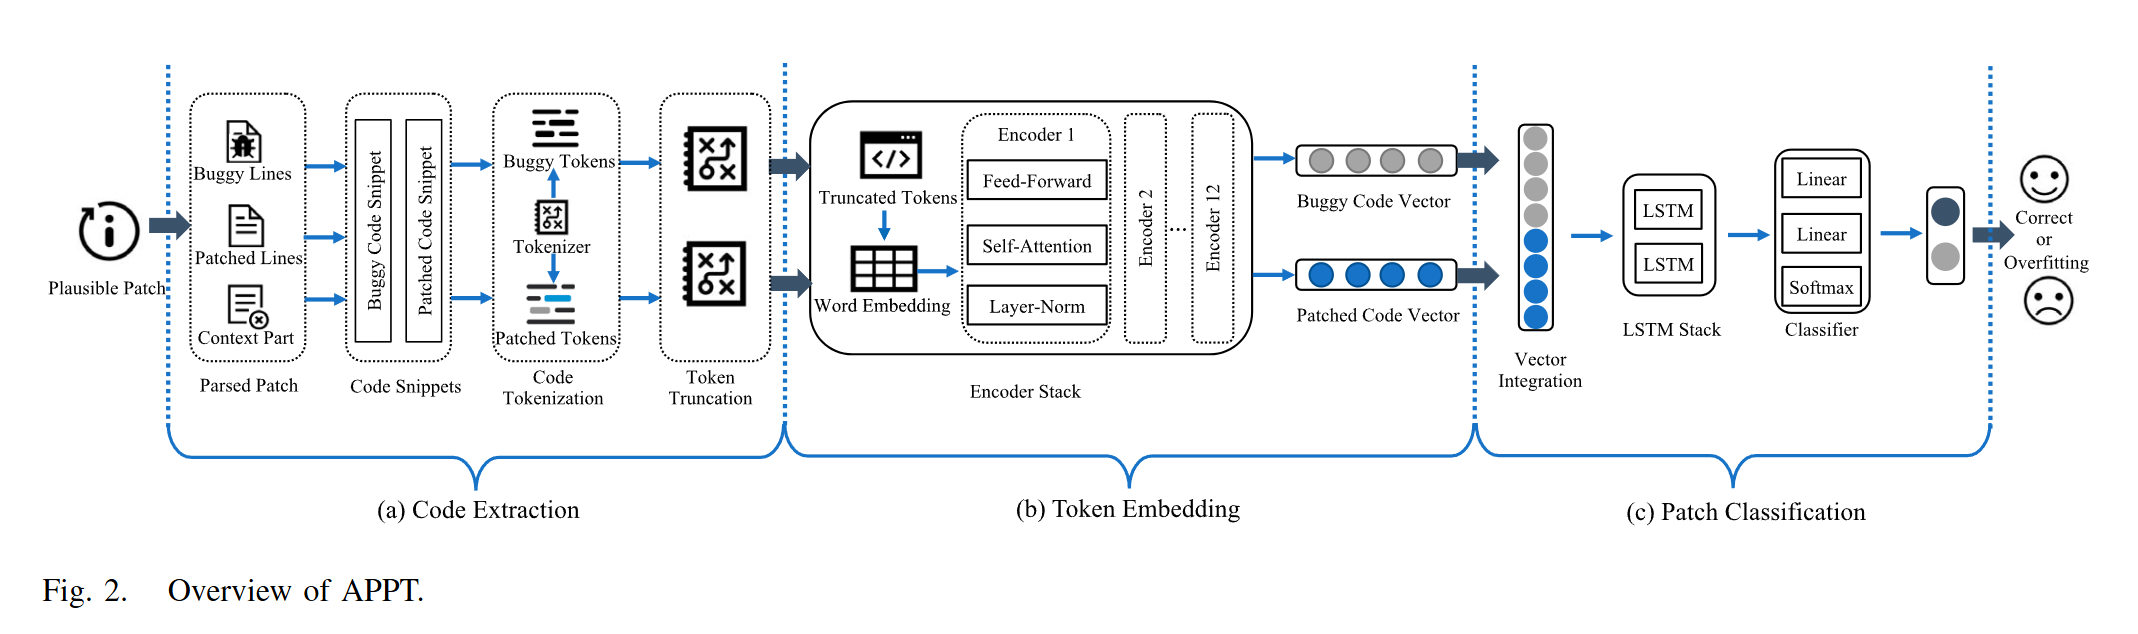 Plausible Patch
Buggy Lines
Patched Lines
Context Part
Parsed Patch
Buggy Code Snippet
Patched Code Snippet
Code Snippets
Buggy Tokens
Tokenizer
Patched Tokens
Code
Tokenization
Token
Truncation
(a) Code Extraction
Truncated Tokens
Word Embedding
Encoder 1
Feed-Forward
Self-Attention
Layer-Norm
Encoder 2
...
Encoder 12
Encoder Stack
Buggy Code Vector
Patched Code Vector
(b) Token Embedding
Vector
Integration
LSTM
LSTM
LSTM Stack
Linear
Linear
Softmax
Classifier
Correct
or
Overfitting
(c) Patch Classification
Fig. 2. Overview of APPT.